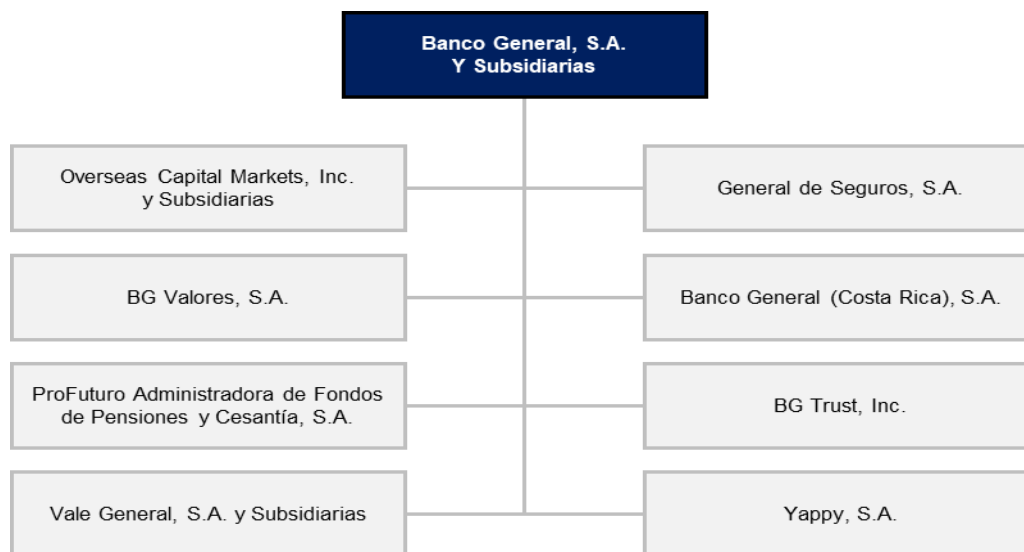 Banco General, S.A.
Y Subsidiarias
Overseas Capital Markets, Inc.
y Subsidiarias
General de Seguros, S.A.
BG Valores, S.A.
Banco General (Costa Rica), S.A.
ProFuturo Administradora de Fondos
de Pensiones y Cesantía, S.A.
BG Trust, Inc.
Vale General, S.A. y Subsidiarias
Yappy, S.A.